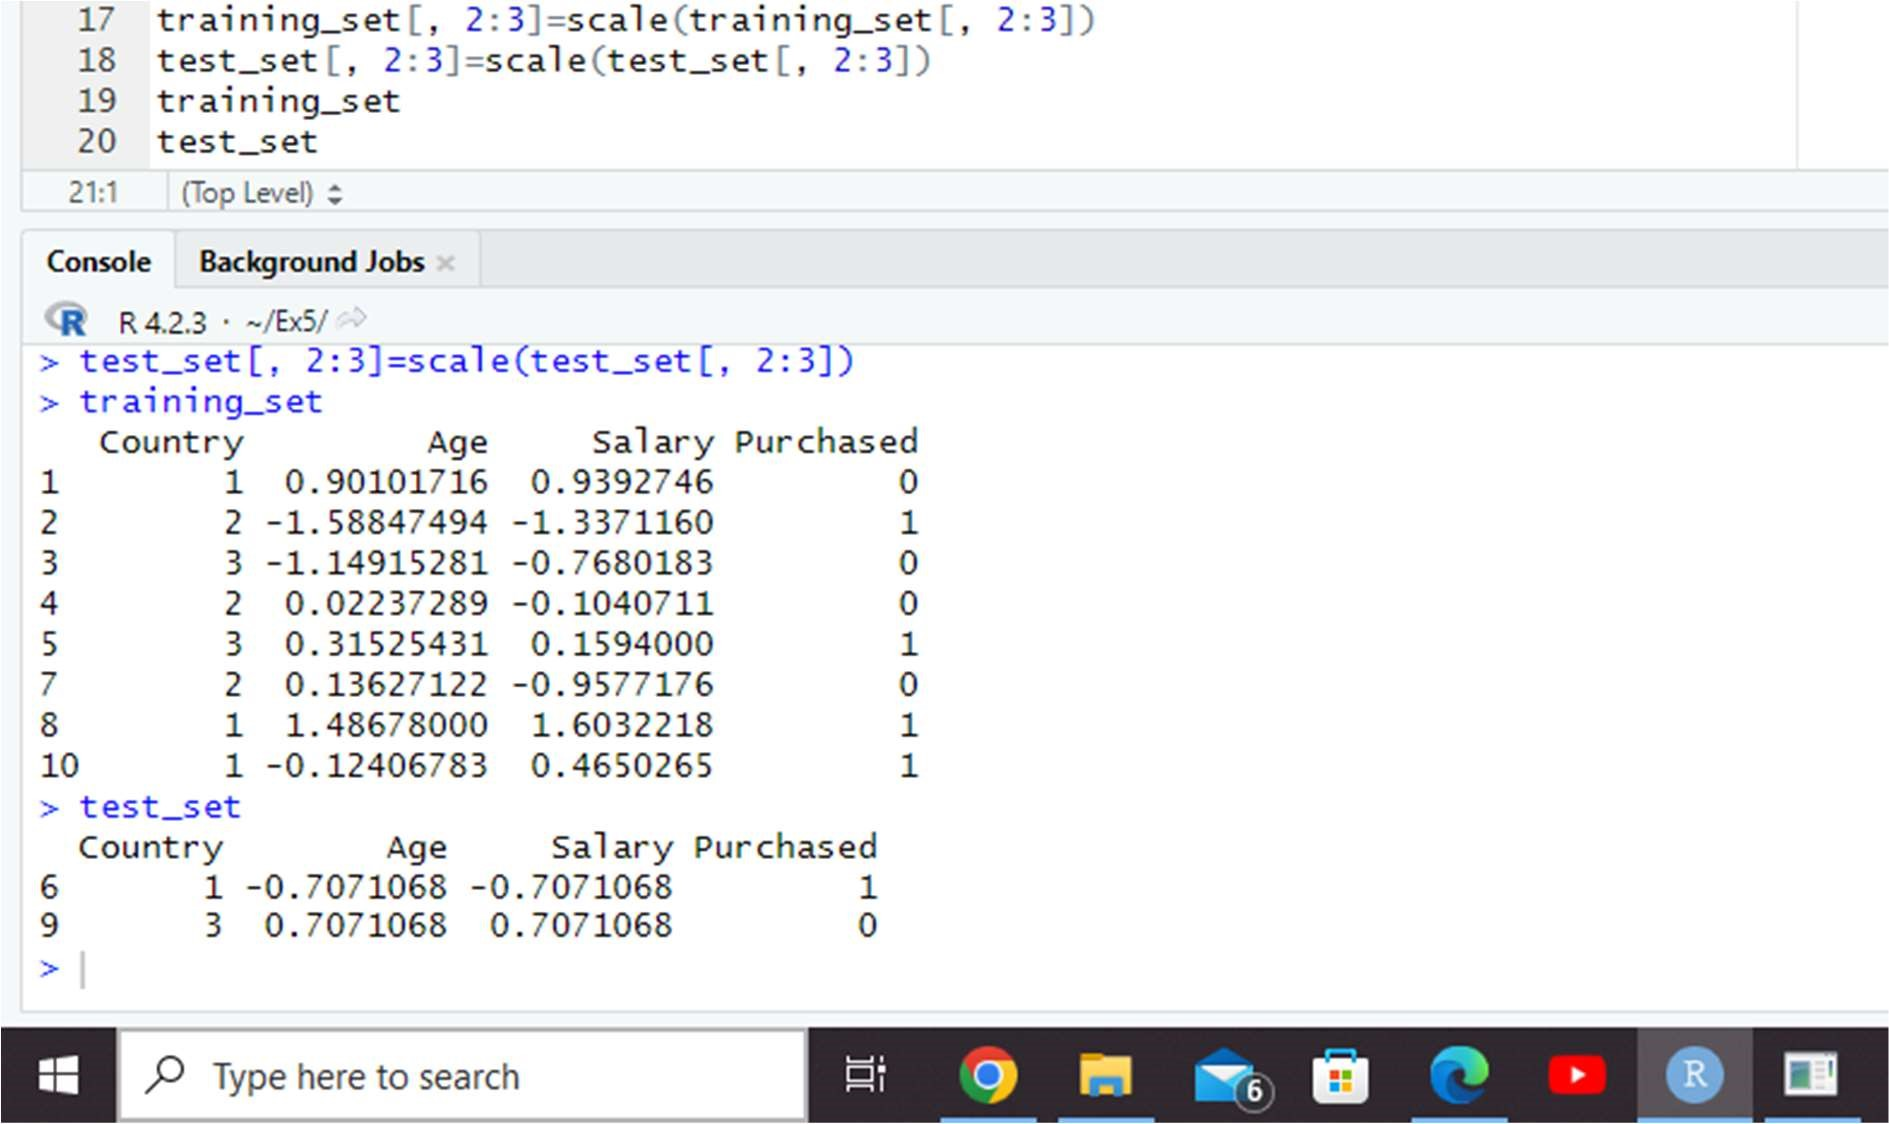 17 training_set[, 2:3]=scale(training_set[, 2:3])
18 test_set[, 2:3]=scale(test_set[, 2:3])
19 training_set
20 test_set
21:1 (Top Level)
Console Background Jobs
R R 4.2.3 · ~/Ex5/
> test_set[, 2:3]=scale(test_set[, 2:3])
> training_set
Country Age Salary Purchased
1 1 0.90101716 0.9392746 0
2 2 -1.58847494 -1.3371160 1
3 3 -1.14915281 -0.7680183 0
4 2 0.02237289 -0.1040711 0
5 3 0.31525431 0.1594000 1
7 2 0.13627122 -0.9577176 0
8 1 1.48678000 1.6032218 1
10 1 -0.12406783 0.4650265 1
> test_set
Country Age Salary Purchased
6 1 -0.7071068 -0.7071068 1
9 3 0.7071068 0.7071068 0
>
Type here to search 6 R